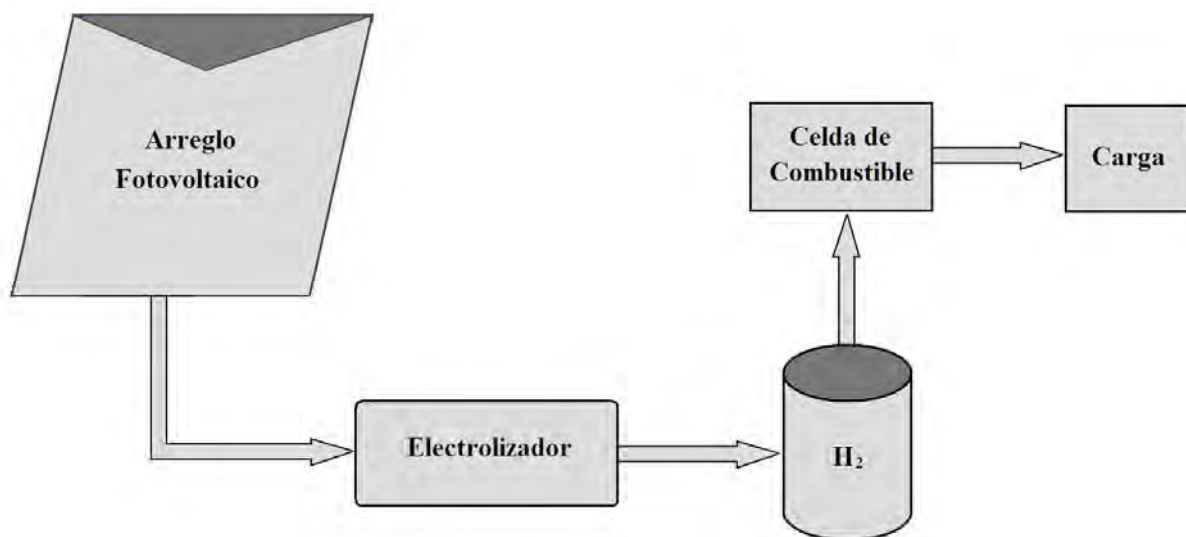 Arreglo
Fotovoltaico
Electrolizador
H₂
Celda de
Combustible
Carga